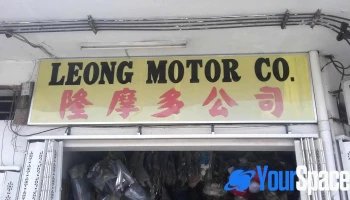 LEONG MOTOR CO.
隆摩多公司
YourSpace